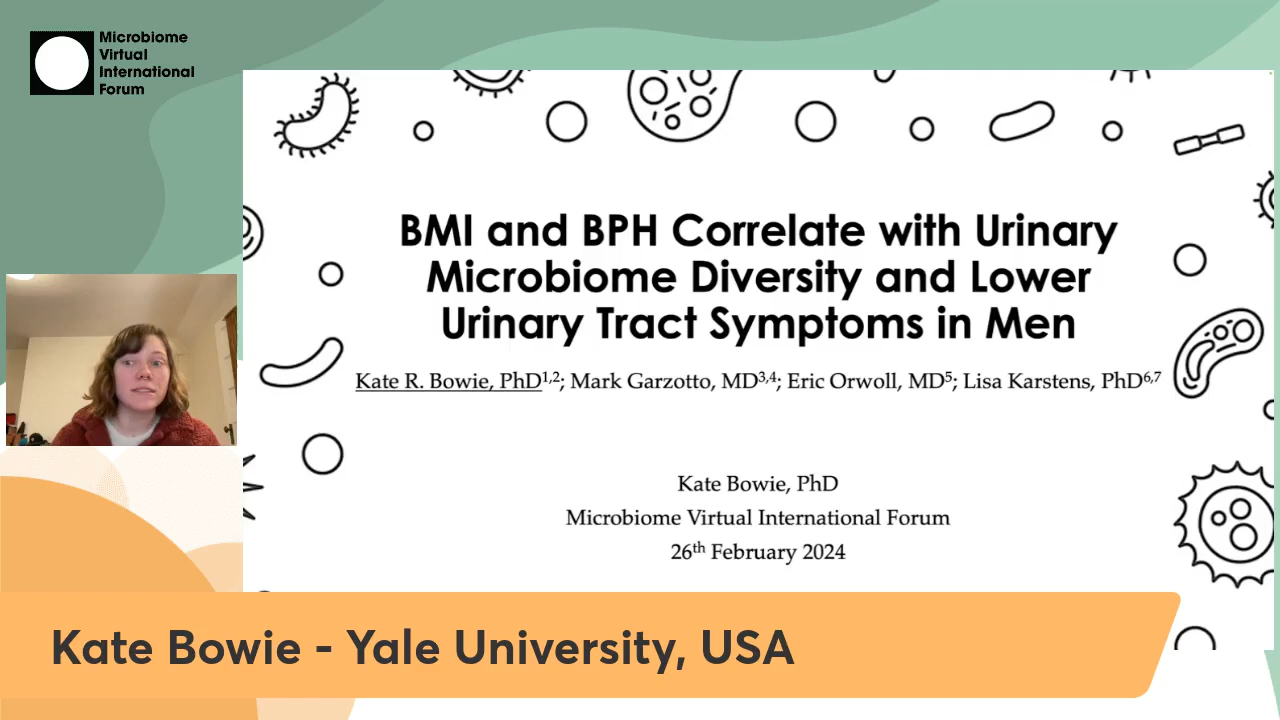 Microbiome
Virtual
International
Forum
BMI and BPH Correlate with Urinary
Microbiome Diversity and Lower
Urinary Tract Symptoms in Men
Kate R. Bowie, PhD1,2; Mark Garzotto, MD3,4; Eric Orwoll, MD5; Lisa Karstens, PhD6,7
Kate Bowie, PhD
Microbiome Virtual International Forum
26th February 2024
Kate Bowie - Yale University, USA